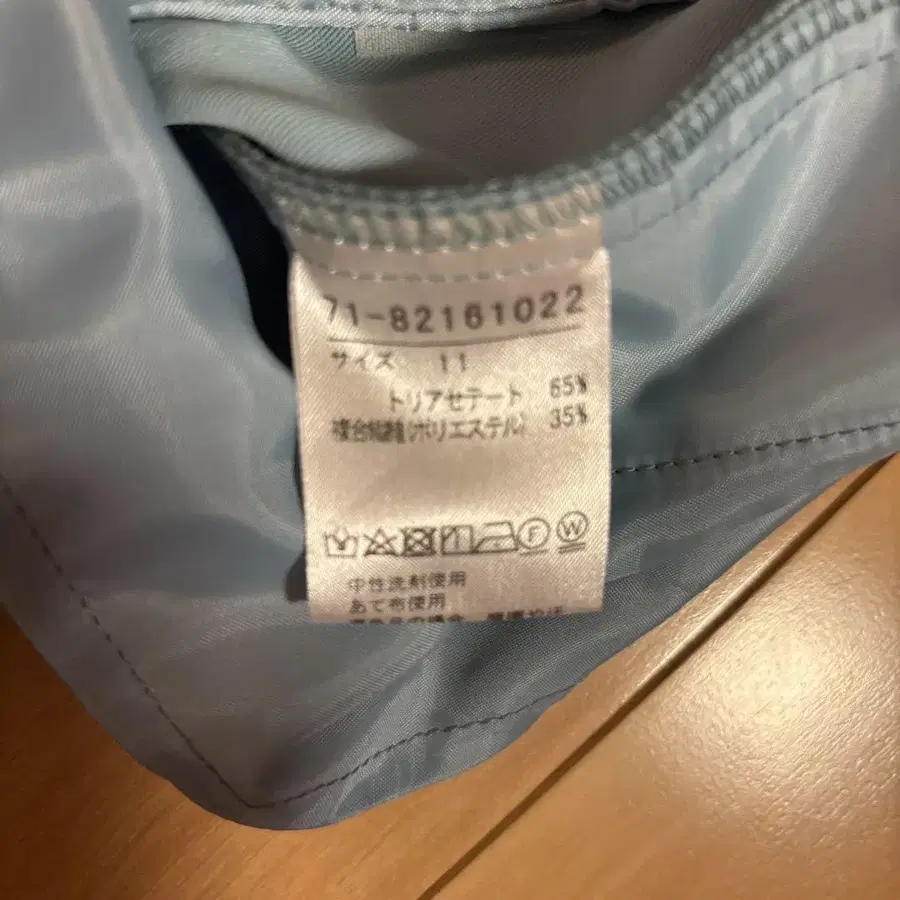 71-82161022
サイズ 11
トリアセテート 65%
複合繊維(ポリエステル) 35%
F W
中性洗剤使用
あて布使用